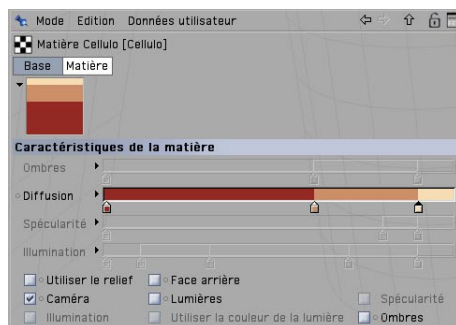 Mode Edition Données utilisateur
Matière Cellulo [Cellulo]
Base Matière
Caractéristiques de la matière
Ombres
Diffusion
Spécularité
Illumination
Utiliser le relief Face arrière
Caméra Lumières Spécularité
Illumination Utiliser la couleur de la lumière Ombres